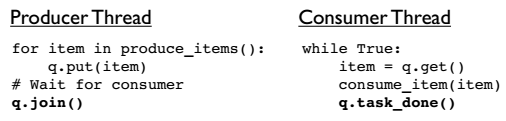 Producer Thread
for item in produce_items():
    q.put(item)
# Wait for consumer
q.join()
Consumer Thread
while True:
    item = q.get()
    consume_item(item)
    q.task_done()